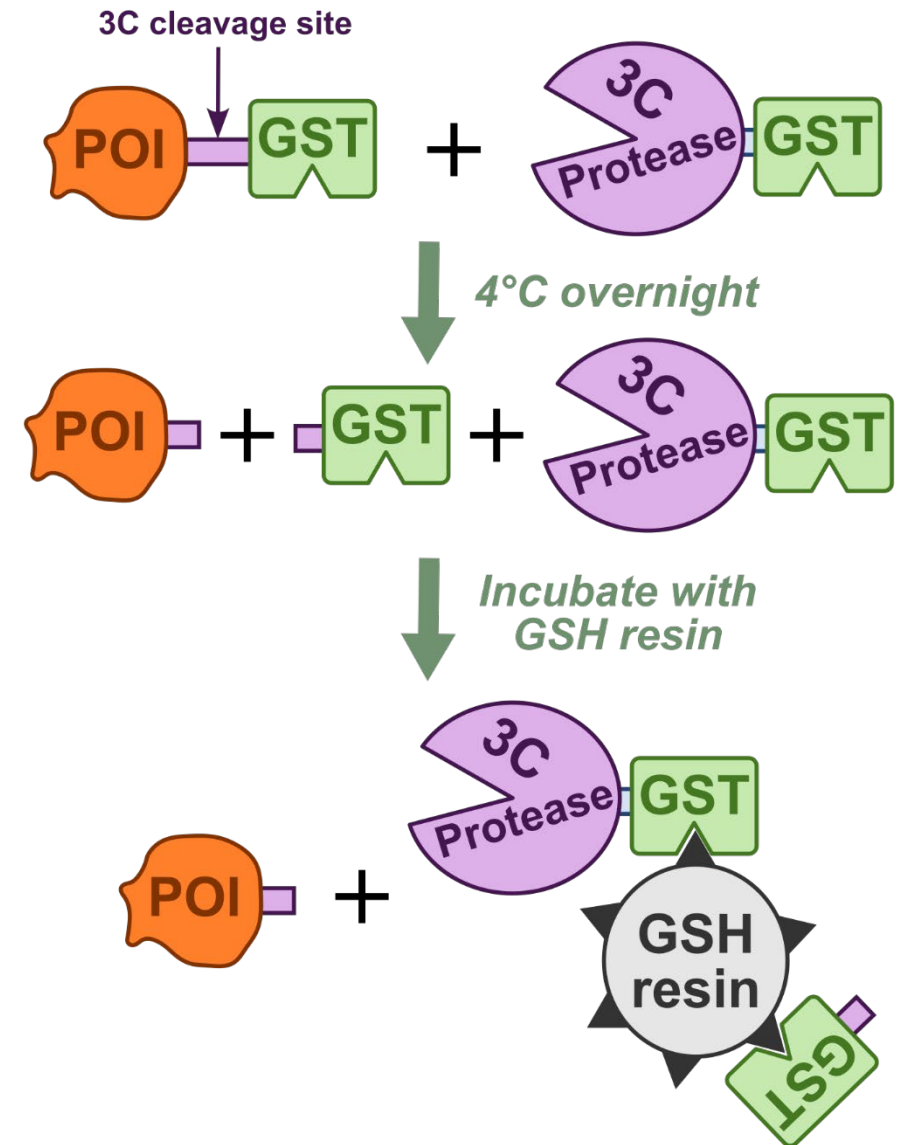 3C cleavage site
POI
GST
+
3C
Protease
GST
4°C overnight
POI
+
GST
+
3C
Protease
GST
Incubate with
GSH resin
POI
+
3C
Protease
GST
GSH
resin
GST